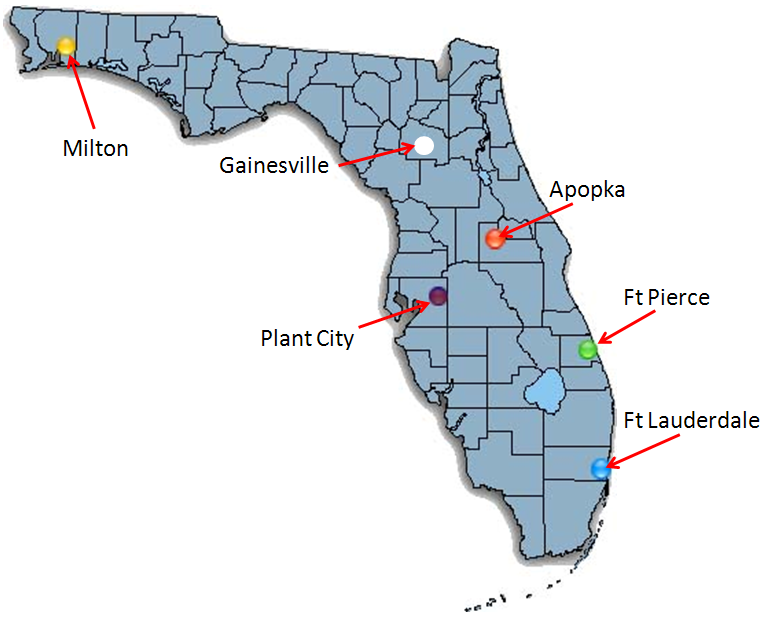 Milton
Gainesville
Apopka
Ft Pierce
Plant City
Ft Lauderdale